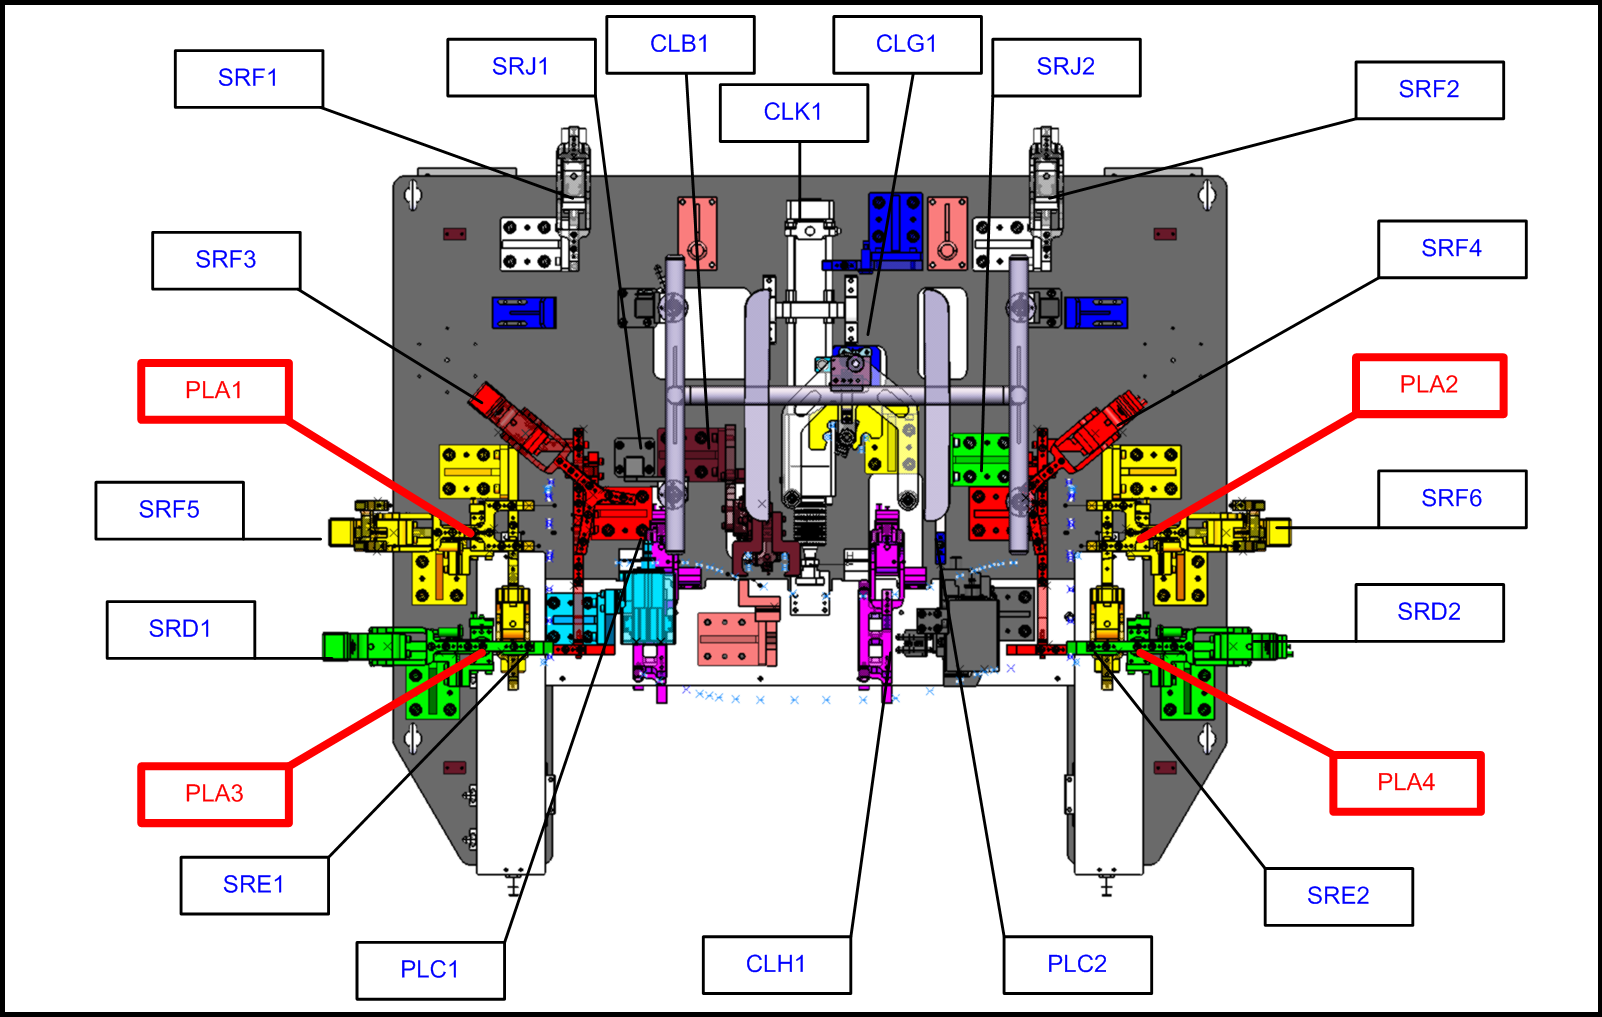 CLB1
CLG1
SRF1
SRJ1
SRJ2
SRF2
CLK1
SRF3
SRF4
PLA1
PLA2
SRF5
SRF6
SRD1
SRD2
PLA3
PLA4
SRE1
SRE2
PLC1
CLH1
PLC2